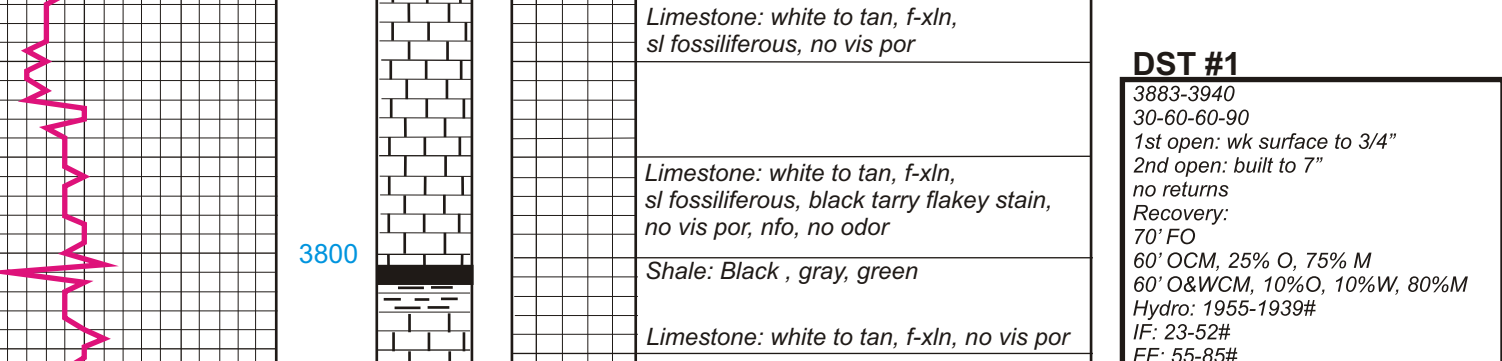 Limestone: white to tan, f-xln,
sl fossiliferous, no vis por
Limestone: white to tan, f-xln,
sl fossiliferous, black tarry flakey stain,
no vis por, nfo, no odor
3800
Shale: Black , gray, green
Limestone: white to tan, f-xln, no vis por
DST #1
3883-3940
30-60-60-90
1st open: wk surface to 3/4”
2nd open: built to 7”
no returns
Recovery:
70’ FO
60’ OCM, 25% O, 75% M
60’ O&WCM, 10%O, 10%W, 80%M
Hydro: 1955-1939#
IF: 23-52#
FF: 55-85#